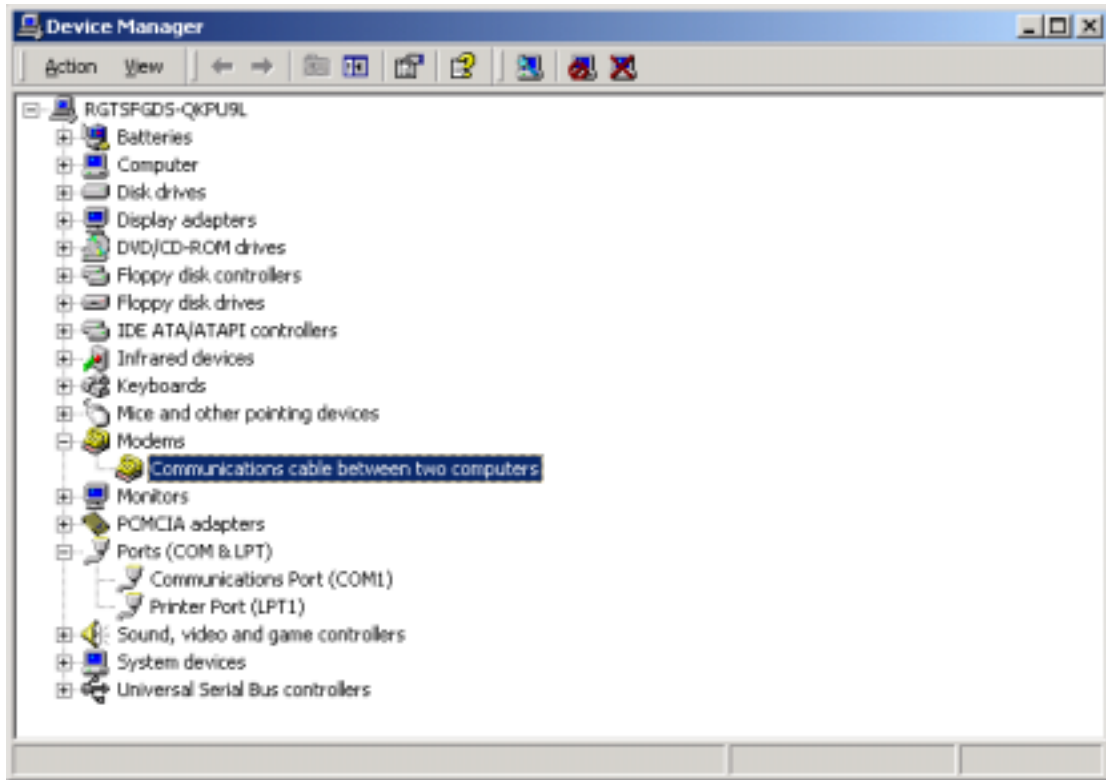 Device Manager
Action View
RGTSFGDS-QKPU9L
Batteries
Computer
Disk drives
Display adapters
DVD/CD-ROM drives
Floppy disk controllers
Floppy disk drives
IDE ATA/ATAPI controllers
Infrared devices
Keyboards
Mice and other pointing devices
Modems
Communications cable between two computers
Monitors
PCMCIA adapters
Ports (COM & LPT)
Communications Port (COM1)
Printer Port (LPT1)
Sound, video and game controllers
System devices
Universal Serial Bus controllers